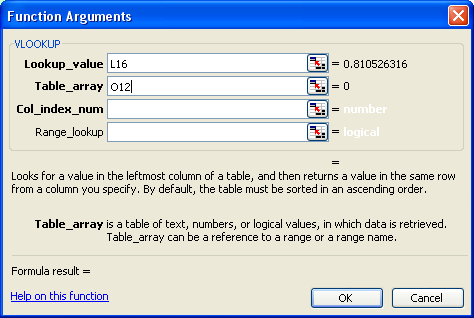 Function Arguments
VLOOKUP
Lookup_value L16 = 0.810526316
Table_array O12 = 0
Col_index_num = number
Range_lookup = logical
=
Looks for a value in the leftmost column of a table, and then returns a value in the same row
from a column you specify. By default, the table must be sorted in an ascending order.
Table_array is a table of text, numbers, or logical values, in which data is retrieved.
Table_array can be a reference to a range or a range name.
Formula result =
Help on this function OK Cancel